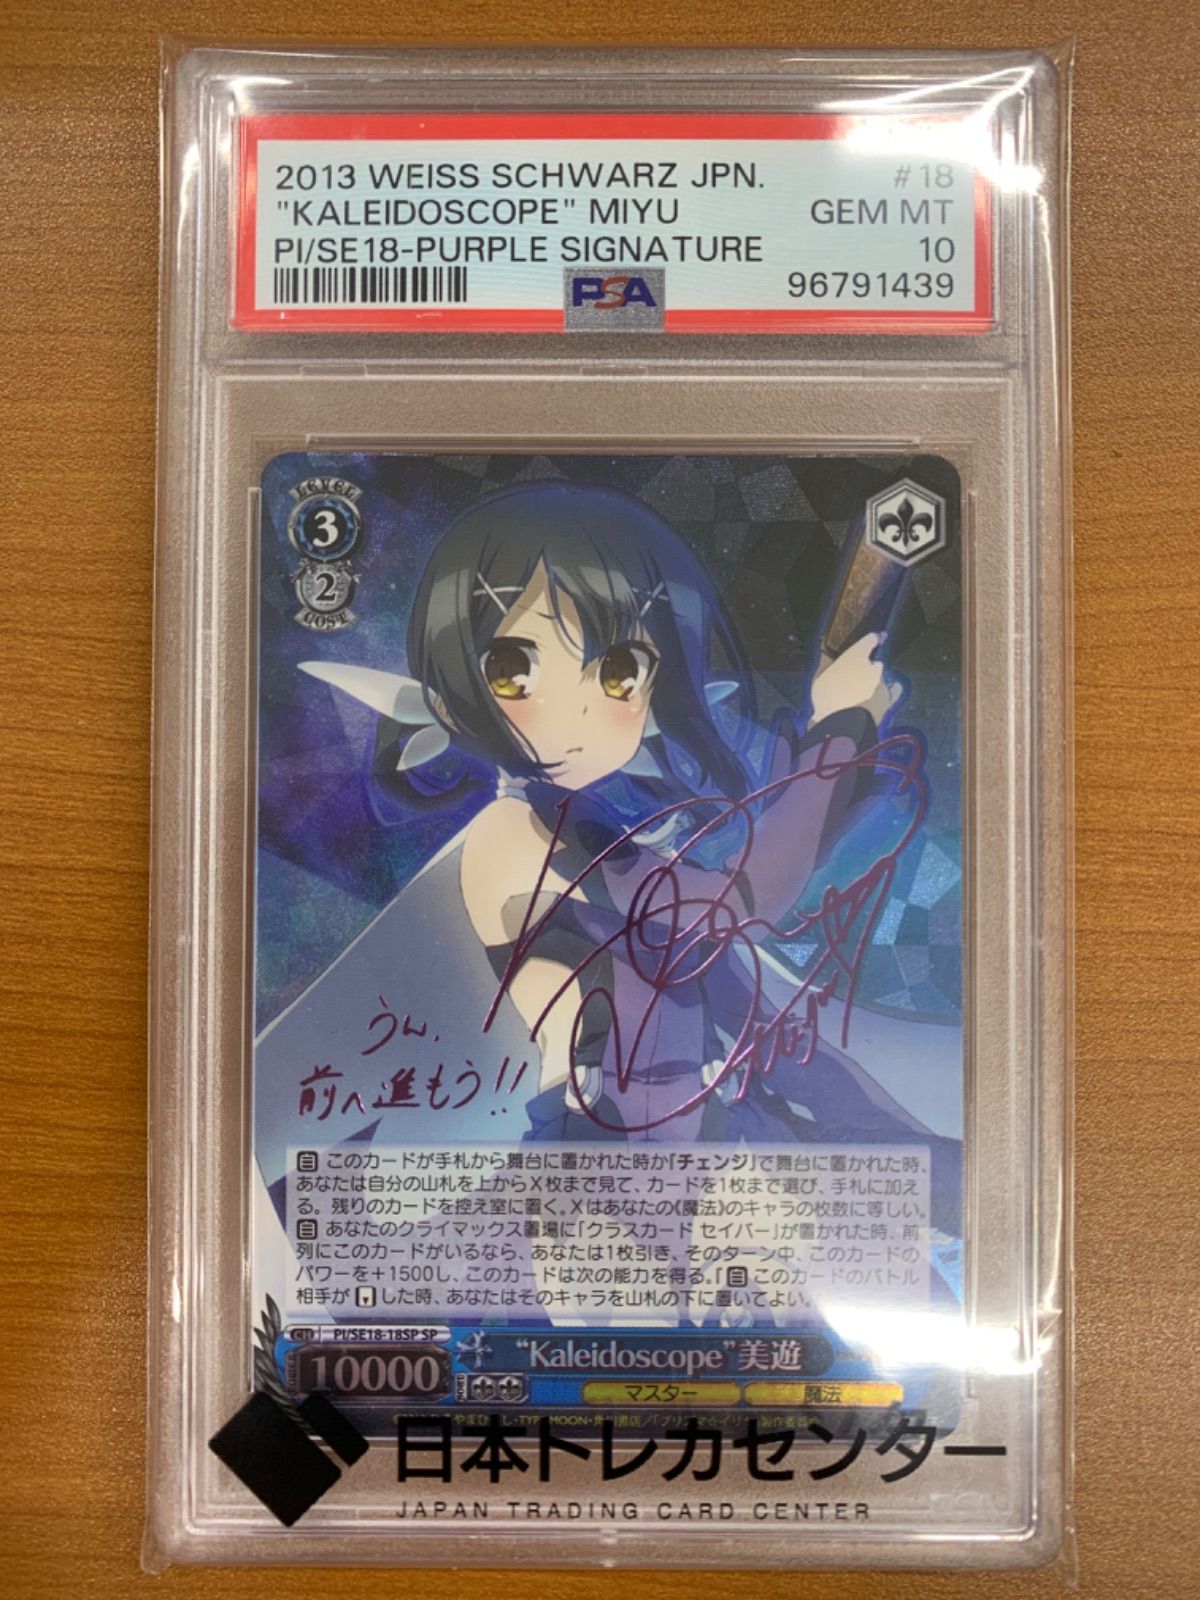 2013 WEISS SCHWARZ JPN. #18
"KALEIDOSCOPE" MIYU GEM MT
PI/SE18-PURPLE SIGNATURE 10
PSA 96791439
LEVEL
3
2
COST
うん、
前へ進もう!!
自 このカードが手札から舞台に置かれた時か「チェンジ」で舞台に置かれた時、
あなたは自分の山札を上からX枚まで見て、カードを1枚まで選び、手札に加え
る。残りのカードを控え室に置く。Xはあなたの《魔法》のキャラの枚数に等しい。
自 あなたのクライマックス置場に「クラスカード セイバー」が置かれた時、前
列にこのカードがいるなら、あなたは1枚引き、そのターン中、このカードの
パワーを+1500し、このカードは次の能力を得る。『自 このカードのバトル
相手が した時、あなたはそのキャラを山札の下に置いてよい。
CH PI/SE18-18SP SP
10000 "Kaleidoscope"美遊
マスター 魔法
日本トレカセンター
JAPAN TRADING CARD CENTER